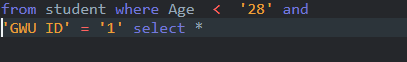 from student where Age < '28' and
'GWU ID' = '1' select *